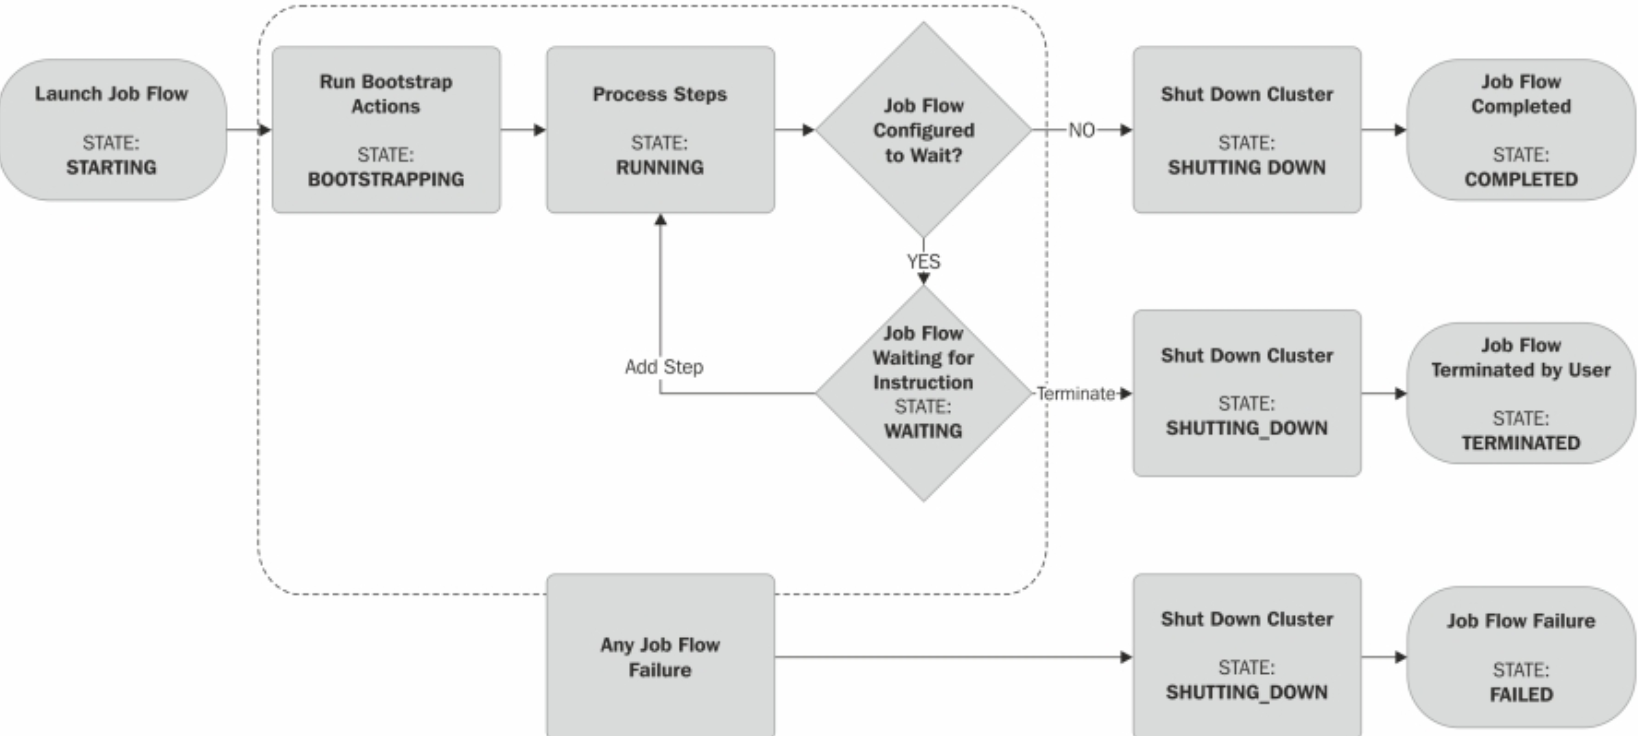 Launch Job Flow
STATE:
STARTING
Run Bootstrap
Actions
STATE:
BOOTSTRAPPING
Process Steps
STATE:
RUNNING
Job Flow
Configured
to Wait?
NO
Shut Down Cluster
STATE:
SHUTTING DOWN
Job Flow
Completed
STATE:
COMPLETED
YES
Add Step
Job Flow
Waiting for
Instruction
STATE:
WAITING
Terminate
Shut Down Cluster
STATE:
SHUTTING_DOWN
Job Flow
Terminated by User
STATE:
TERMINATED
Any Job Flow
Failure
Shut Down Cluster
STATE:
SHUTTING_DOWN
Job Flow Failure
STATE:
FAILED